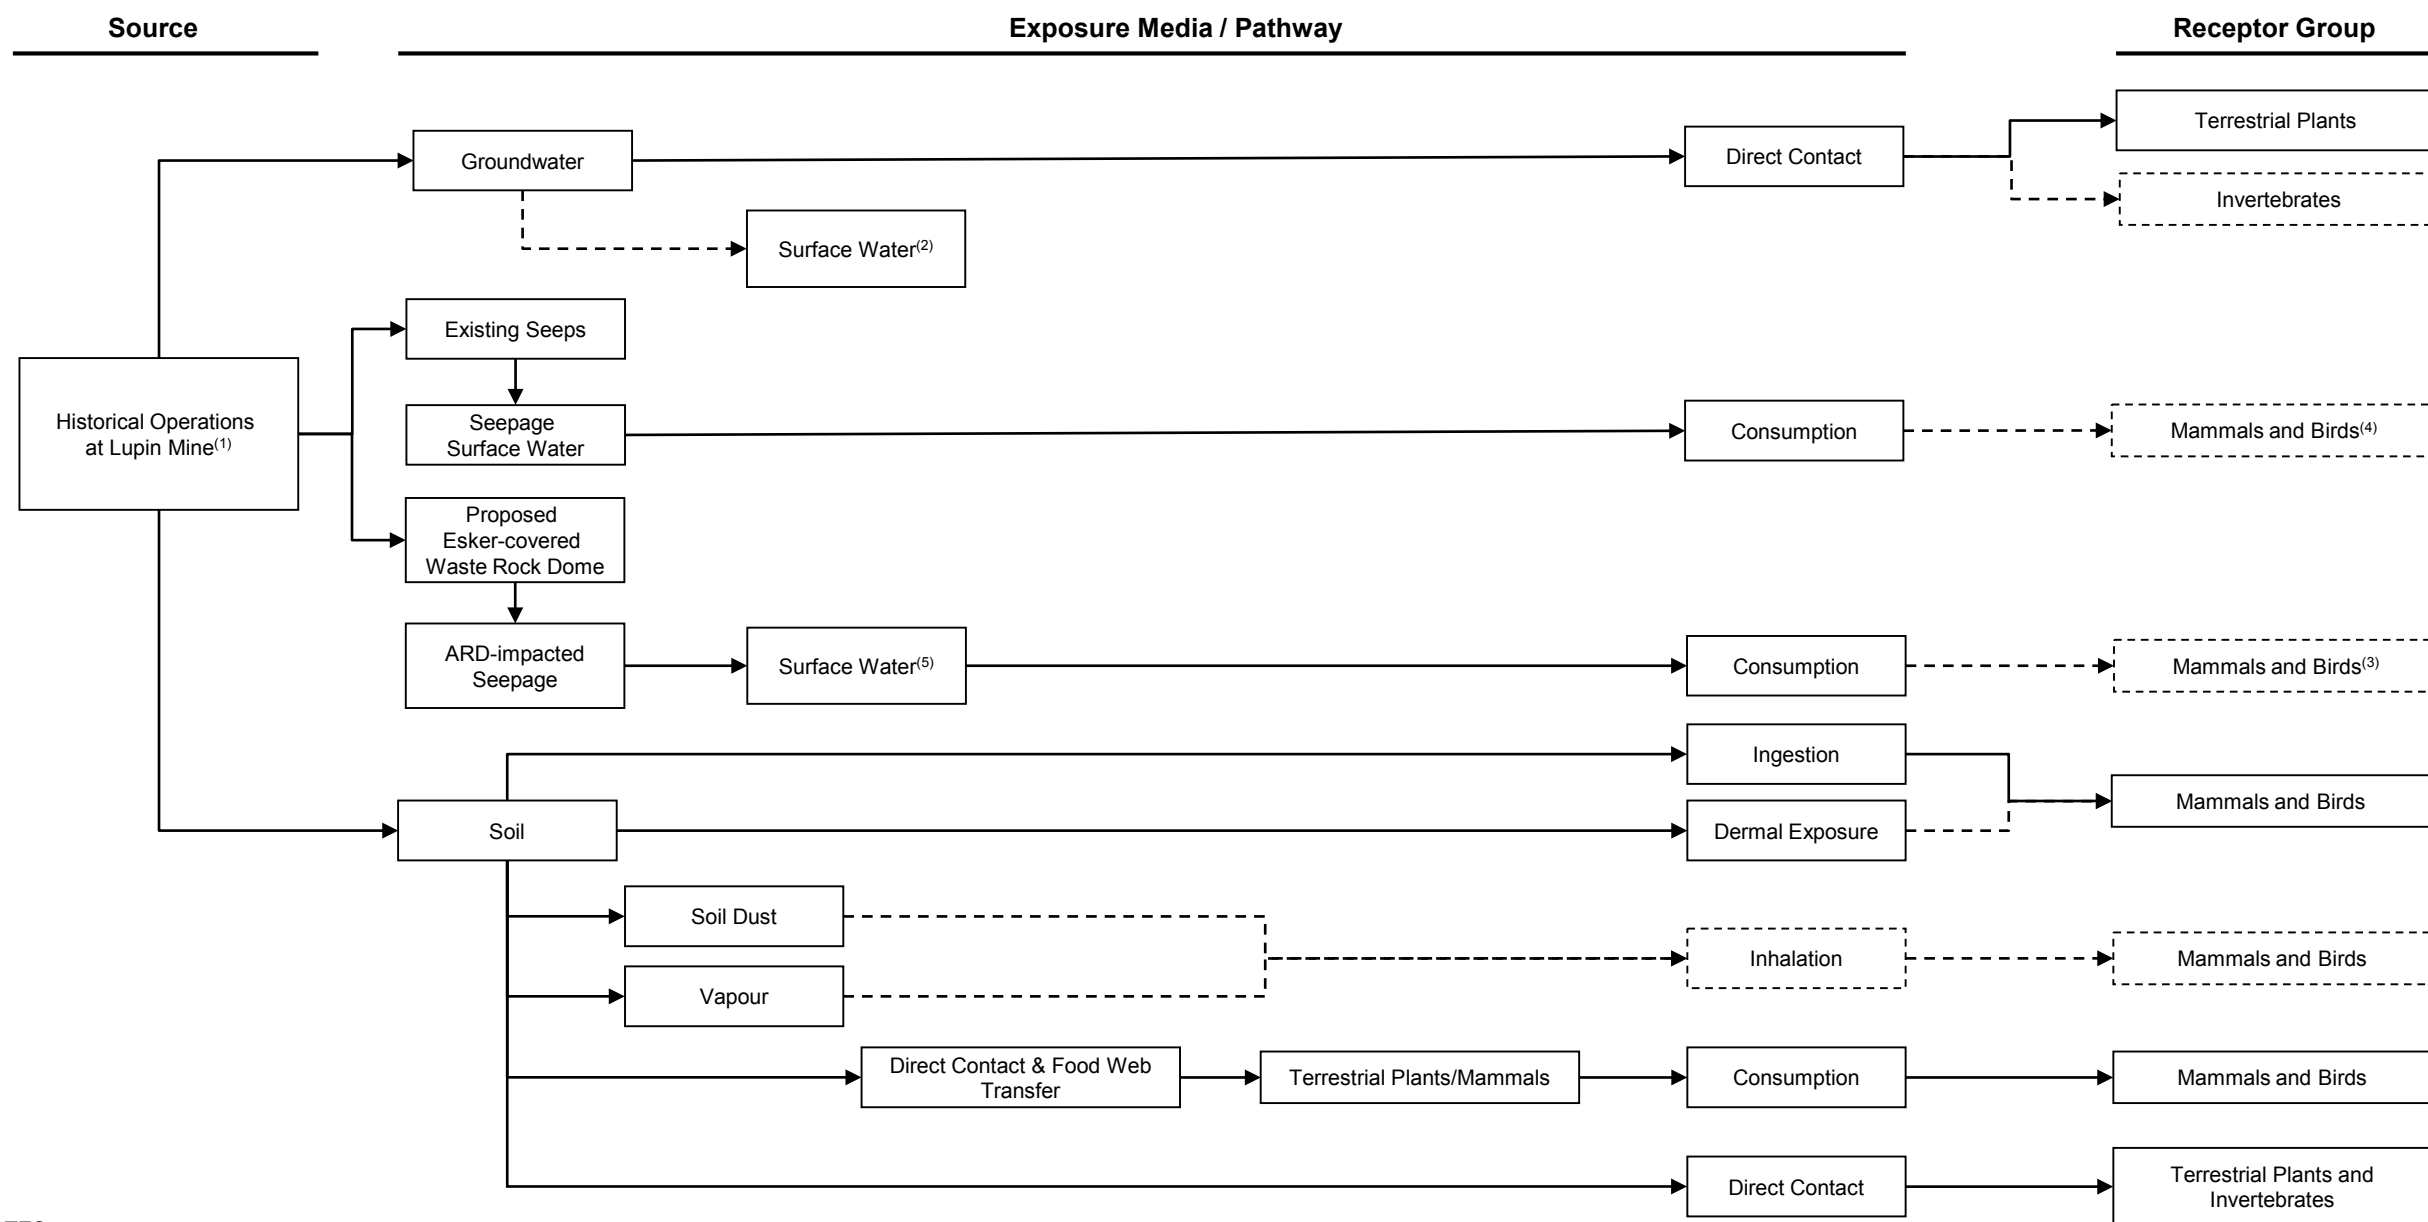 Source
Exposure Media / Pathway
Receptor Group
Terrestrial Plants
Groundwater
Direct Contact
Invertebrates
Surface Water(2)
Existing Seeps
Historical Operations
at Lupin Mine(1)
Seepage
Surface Water
Consumption
Mammals and Birds(4)
Proposed
Esker-covered
Waste Rock Dome
ARD-impacted
Seepage
Surface Water(5)
Consumption
Mammals and Birds(3)
Ingestion
Mammals and Birds
Soil
Dermal Exposure
Soil Dust
Inhalation
Mammals and Birds
Vapour
Direct Contact & Food Web
Transfer
Terrestrial Plants/Mammals
Consumption
Mammals and Birds
Direct Contact
Terrestrial Plants and
Invertebrates